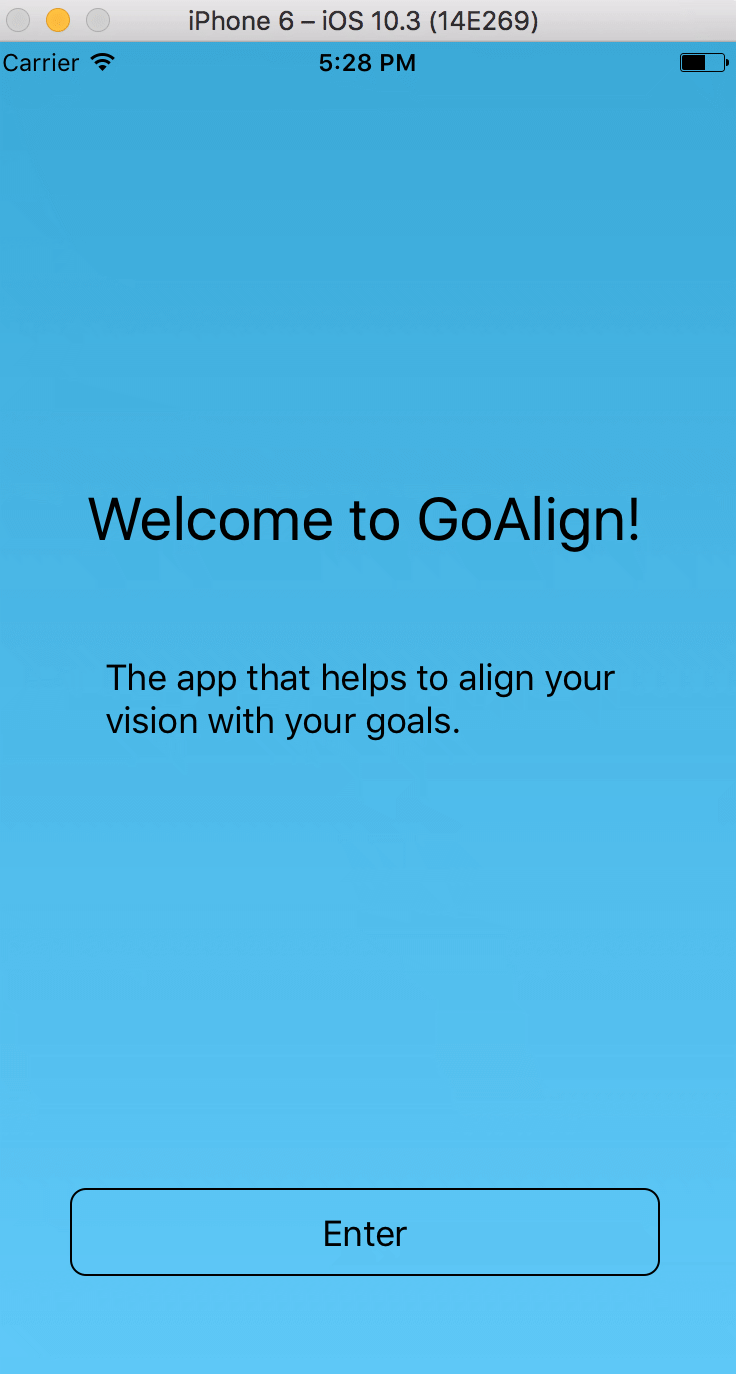 iPhone 6 – iOS 10.3 (14E269)
Carrier 5:28 PM
Welcome to GoAlign!
The app that helps to align your
vision with your goals.
Enter